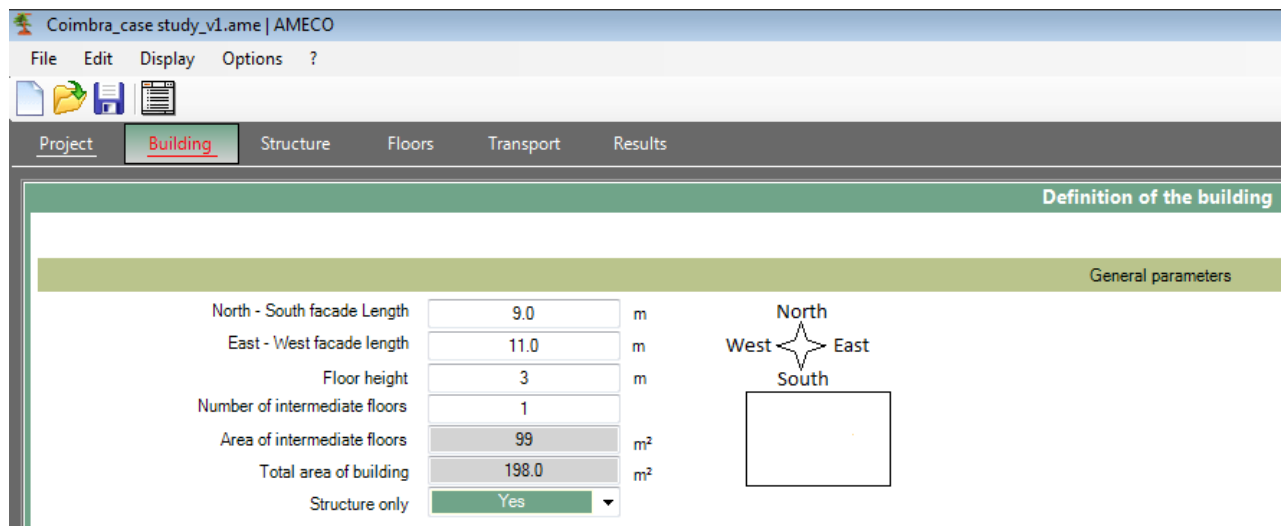 Coimbra_case study_v1.ame | AMECO
File Edit Display Options ?
Project Building Structure Floors Transport Results
Definition of the building
General parameters
North - South facade Length 9.0 m
North
East - West facade length 11.0 m
West East
Floor height 3 m
South
Number of intermediate floors 1
Area of intermediate floors 99 m²
Total area of building 198.0 m²
Structure only Yes